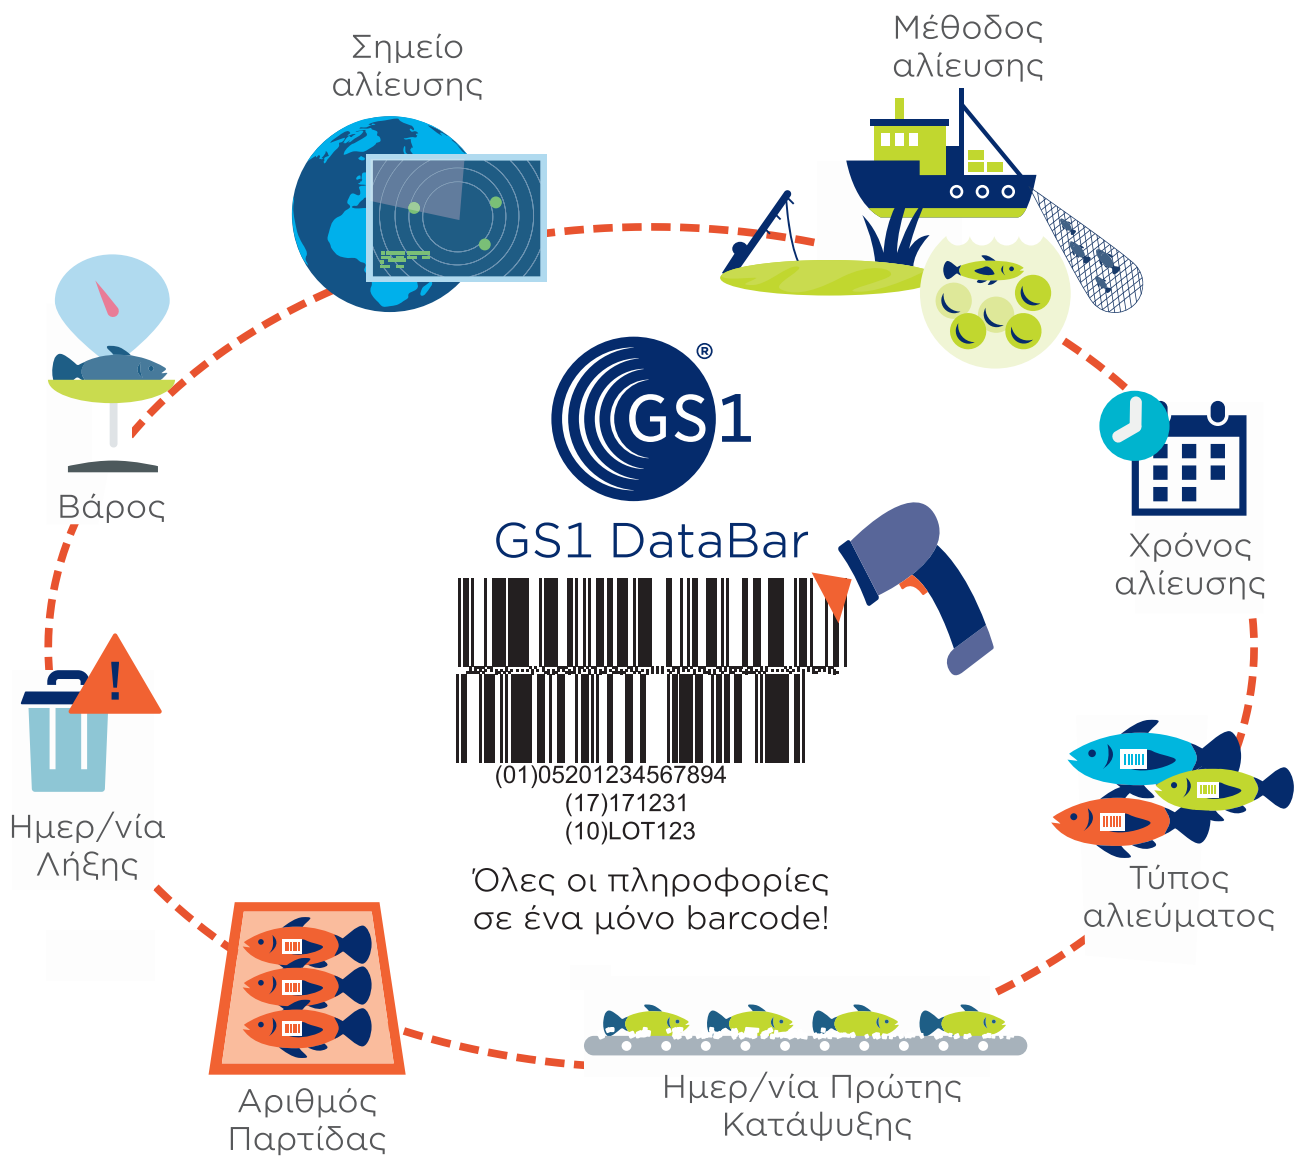 Σημείο
αλίευσης
Μέθοδος
αλίευσης
Βάρος
GS1®
GS1 DataBar
Χρόνος
αλίευσης
!
(01)05201234567894
(17)171231
(10)LOT123
Ημερ/νία
Λήξης
Όλες οι πληροφορίες
σε ένα μόνο barcode!
Τύπος
αλιεύματος
Αριθμός
Παρτίδας
Ημερ/νία Πρώτης
Κατάψυξης